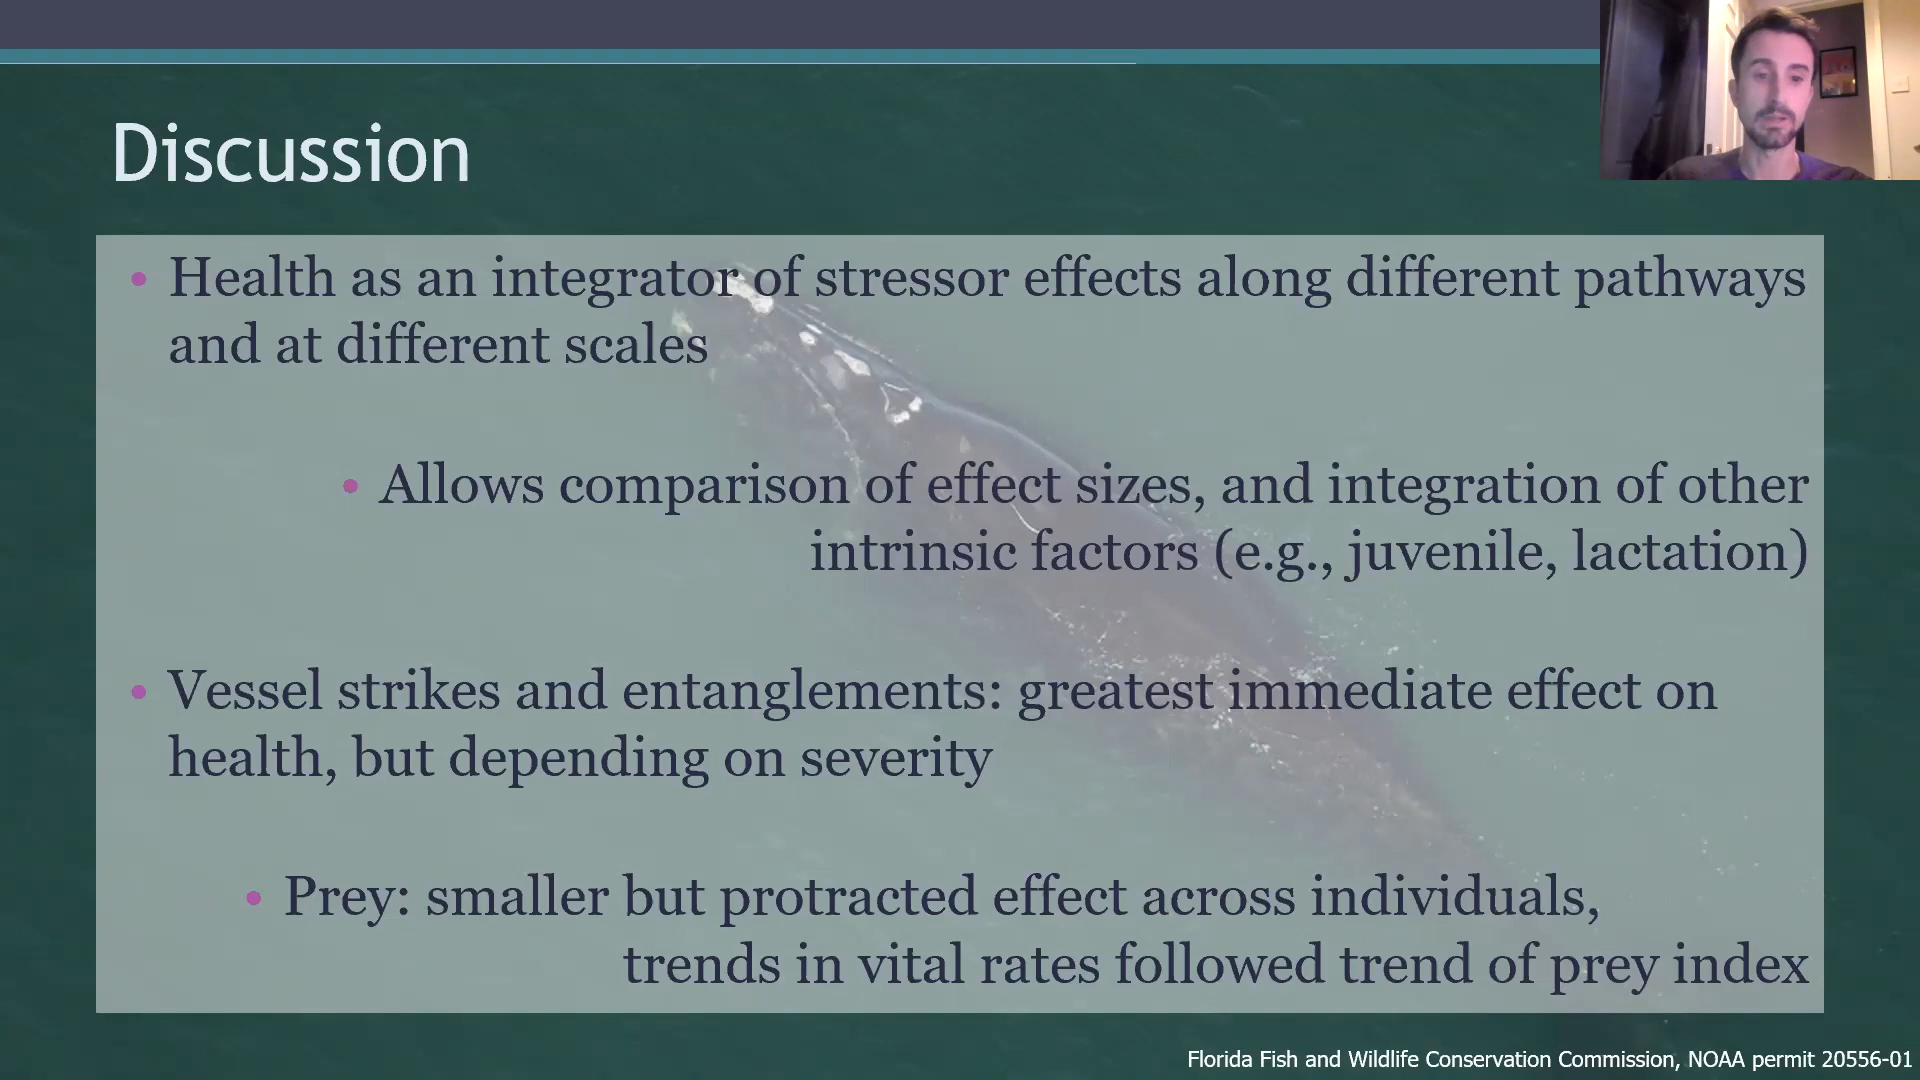 Discussion
• Health as an integrator of stressor effects along different pathways
and at different scales
• Allows comparison of effect sizes, and integration of other
intrinsic factors (e.g., juvenile, lactation)
• Vessel strikes and entanglements: greatest immediate effect on
health, but depending on severity
• Prey: smaller but protracted effect across individuals,
trends in vital rates followed trend of prey index
Florida Fish and Wildlife Conservation Commission, NOAA permit 20556-01